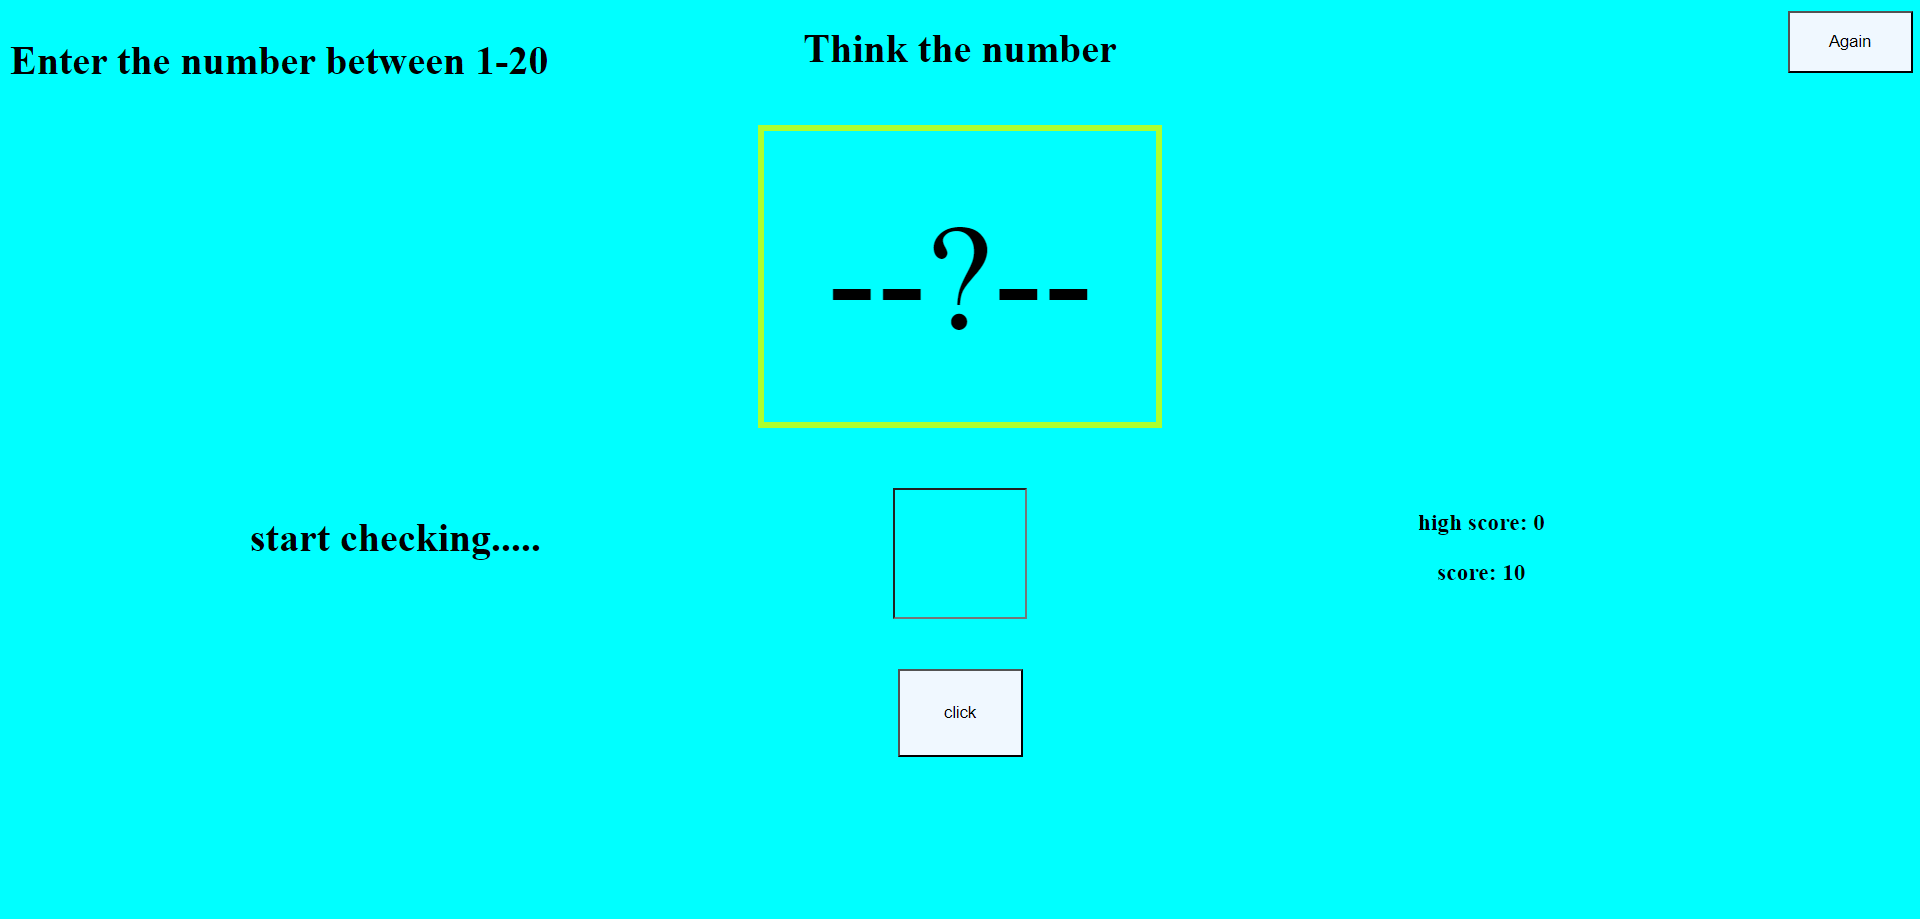 Enter the number between 1-20
Think the number
Again
--?--
start checking.....
high score: 0
score: 10
click